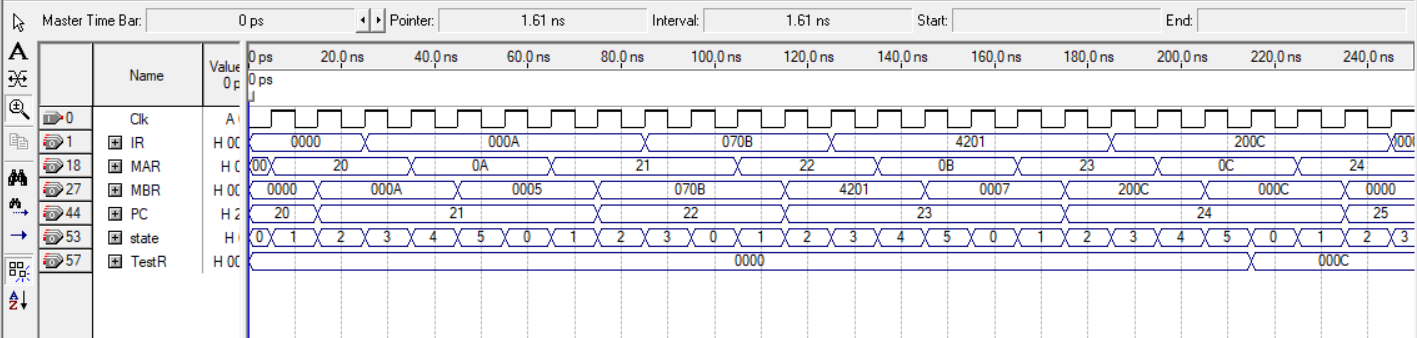 Master Time Bar: 0 ps Pointer: 1.61 ns Interval: 1.61 ns Start: End:
Name Value 0 p 0 ps 20.0 ns 40.0 ns 60.0 ns 80.0 ns 100.0 ns 120.0 ns 140.0 ns 160.0 ns 180.0 ns 200.0 ns 220.0 ns 240.0 ns
0 ps
0 Clk A
1 IR H 00 0000 000A 070B 4201 200C 000
18 MAR H 00 20 0A 21 22 0B 23 0C 24
27 MBR H 00 0000 000A 0005 070B 4201 0007 200C 000C 0000
44 PC H 2 20 21 22 23 24 25
53 state H 0 1 2 3 4 5 0 1 2 3 0 1 2 3 4 5 0 1 2 3 4 5 0 1 2 3
57 TestR H 00 0000 000C